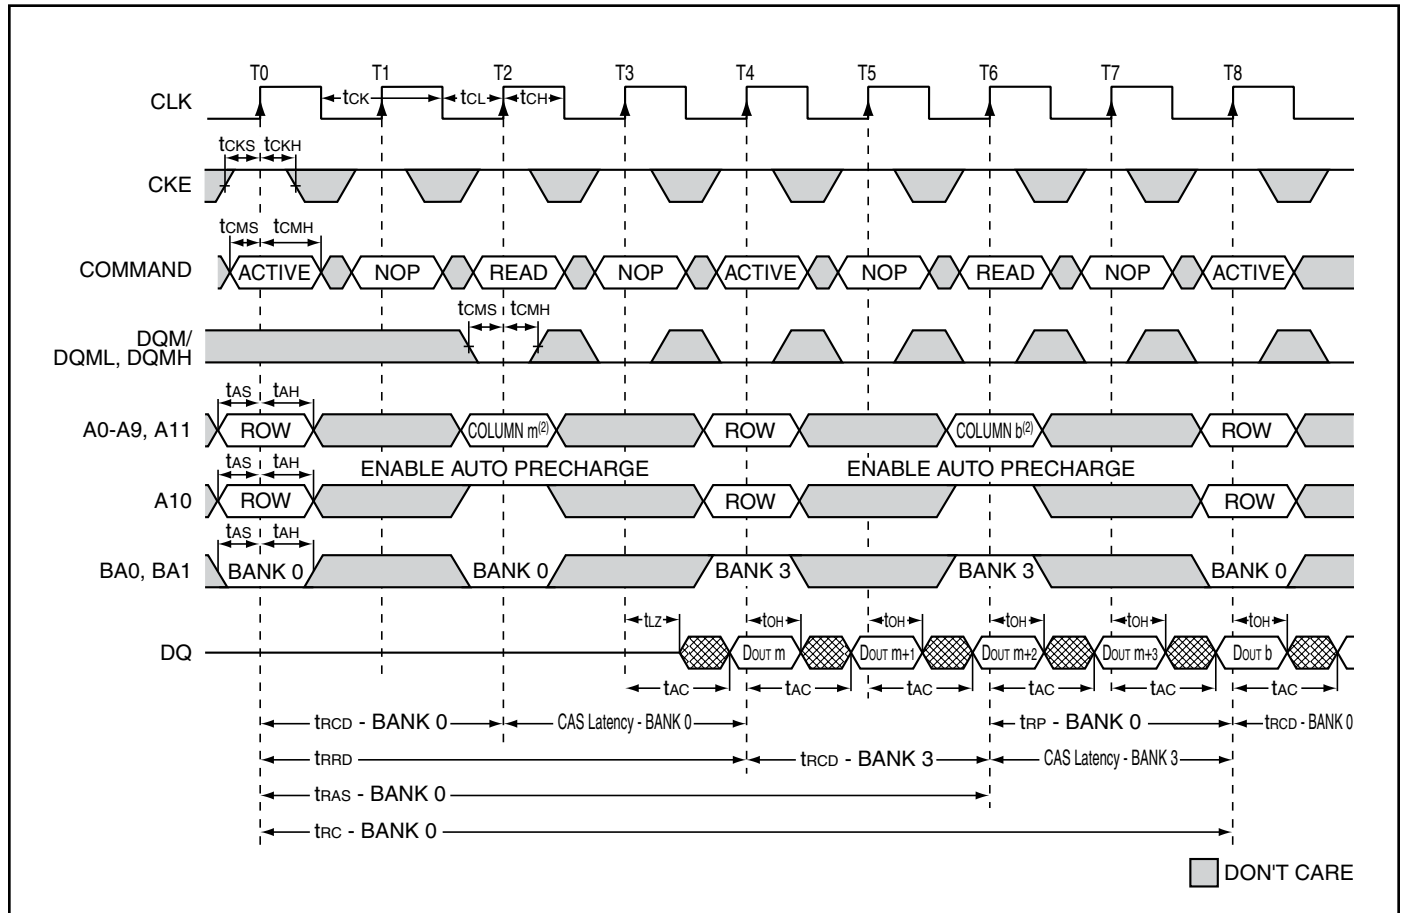 T0 T1 T2 T3 T4 T5 T6 T7 T8
CLK tCK tCL tCH
tCKS tCKH
CKE
tCMS tCMH
COMMAND ACTIVE NOP READ NOP ACTIVE NOP READ NOP ACTIVE
tCMS tCMH
DQM/
DQML, DQMH
tAS tAH
A0-A9, A11 ROW COLUMN m(2) ROW COLUMN b(2) ROW
tAS tAH ENABLE AUTO PRECHARGE ENABLE AUTO PRECHARGE
A10 ROW ROW ROW
tAS tAH
BA0, BA1 BANK 0 BANK 0 BANK 3 BANK 3 BANK 0
tLZ tOH tOH tOH tOH tOH
DQ DOUT m DOUT m+1 DOUT m+2 DOUT m+3 DOUT b
tAC tAC tAC tAC tAC tAC
tRCD - BANK 0 CAS Latency - BANK 0 tRP - BANK 0 tRCD - BANK 0
tRRD tRCD - BANK 3 CAS Latency - BANK 3
tRAS - BANK 0
tRC - BANK 0
DON'T CARE